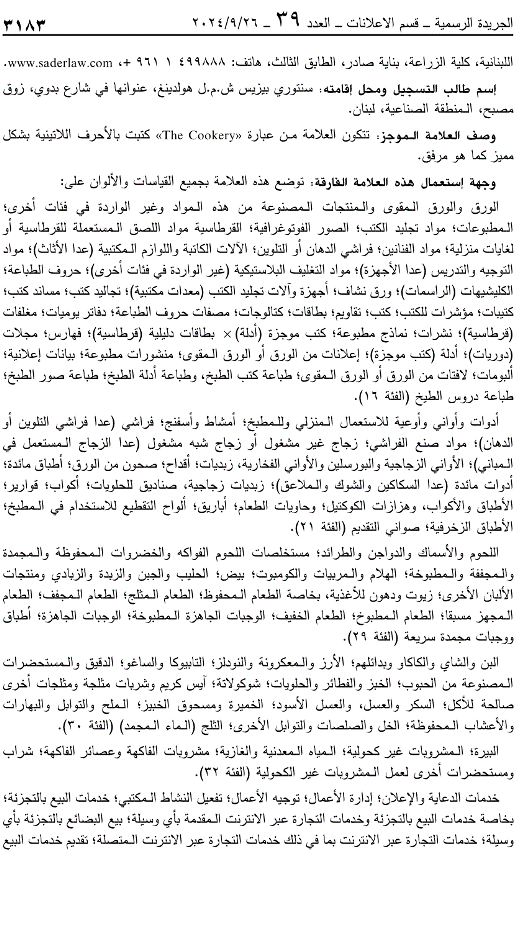 الجريدة الرسمية ــ قسم الاعلانات ــ العدد ٣٩ ــ ٢٠٢٤/٩/٢٦ ٣١٨٣
اللبنانية، كلية الزراعة، بناية صادر، الطابق الثالث، هاتف: ٤٩٩٨٨٨ ١ ٩٦١ +، www.saderlaw.com.
إسم طالب التسجيل ومحل إقامته: سنتوري بيزيس ش.م.ل هولدينغ، عنوانها في شارع بدوي، زوق
مصبح، المنطقة الصناعية، لبنان.
وصف العلامة الموجز: تتكون العلامة من عبارة «The Cookery» كتبت بالأحرف اللاتينية بشكل
مميز كما هو مرفق.
وجهة إستعمال هذه العلامة الفارقة: توضع هذه العلامة بجميع القياسات والألوان على:
الورق والورق المقوى والمنتجات المصنوعة من هذه المواد وغير الواردة في فئات أخرى؛
المطبوعات؛ مواد تجليد الكتب؛ الصور الفوتوغرافية؛ القرطاسية مواد اللصق المستعملة للقرطاسية أو
لغايات منزلية؛ مواد الفنانين؛ فراشي الدهان أو التلوين؛ الآلات الكاتبة واللوازم المكتبية (عدا الأثاث)؛ مواد
التوجيه والتدريس (عدا الأجهزة)؛ مواد التغليف البلاستيكية (غير الواردة في فئات أخرى)؛ حروف الطباعة؛
الكليشيهات (الراسمات)؛ ورق نشاف؛ أجهزة وآلات تجليد الكتب (معدات مكتبية)؛ تجاليد كتب؛ مساند كتب؛
كتيبات؛ مؤشرات للكتب؛ كتب؛ تقاويم؛ بطاقات؛ كتالوجات؛ مصفات حروف الطباعة؛ دفاتر يوميات؛ مغلفات
(قرطاسية)؛ نشرات؛ نماذج مطبوعة؛ كتب موجزة (أدلة)× بطاقات دليلية (قرطاسية)؛ فهارس؛ مجلات
(دوريات)؛ أدلة (كتب موجزة)؛ إعلانات من الورق أو الورق المقوى؛ منشورات مطبوعة؛ بيانات إعلانية؛
ألبومات؛ لافتات من الورق أو الورق المقوى؛ طباعة كتب الطبخ، وطباعة أدلة الطبخ؛ طباعة صور الطبخ؛
طباعة دروس الطبخ (الفئة ١٦).
أدوات وأواني وأوعية للاستعمال المنزلي وللمطبخ؛ أمشاط وأسفنج؛ فراشي (عدا فراشي التلوين أو
الدهان)؛ مواد صنع الفراشي؛ زجاج غير مشغول أو زجاج شبه مشغول (عدا الزجاج المستعمل في
المباني)؛ الأواني الزجاجية والبورسلين والأواني الفخارية، زبديات؛ أقداح؛ صحون من الورق؛ أطباق مائدة؛
أدوات مائدة (عدا السكاكين والشوك والملاعق)؛ زبديات زجاجية، صناديق للحلويات؛ أكواب؛ قوارير؛
الأطباق والأكواب، وهزازات الكوكتيل؛ وحاويات الطعام؛ أباريق؛ ألواح التقطيع للاستخدام في المطبخ؛
الأطباق الزخرفية؛ صواني التقديم (الفئة ٢١).
اللحوم والأسماك والدواجن والطرائد؛ مستخلصات اللحوم الفواكه والخضروات المحفوظة والمجمدة
والمجففة والمطبوخة؛ الهلام والمربيات والكومبوت؛ بيض؛ الحليب والجبن والزبدة والزبادي ومنتجات
الألبان الأخرى؛ زيوت ودهون للأغذية، بخاصة الطعام المحفوظ؛ الطعام المثلج؛ الطعام المجفف؛ الطعام
المجهز مسبقا؛ الطعام المطبوخ؛ الطعام الخفيف؛ الوجبات الجاهزة المطبوخة؛ الوجبات الجاهزة؛ أطباق
ووجبات مجمدة سريعة (الفئة ٢٩).
البن والشاي والكاكاو وبدائلهم؛ الأرز والمعكرونة والنودلز؛ التابيوكا والساغو؛ الدقيق والمستحضرات
المصنوعة من الحبوب؛ الخبز والفطائر والحلويات؛ شوكولاتة؛ آيس كريم وشربات مثلجة ومثلجات أخرى
صالحة للأكل؛ السكر والعسل، والعسل الأسود؛ الخميرة ومسحوق الخبيز؛ الملح والتوابل والبهارات
والأعشاب المحفوظة؛ الخل والصلصات والتوابل الأخرى؛ الثلج (الماء المجمد) (الفئة ٣٠).
البيرة؛ المشروبات غير كحولية؛ المياه المعدنية والغازية؛ مشروبات الفاكهة وعصائر الفاكهة؛ شراب
ومستحضرات أخرى لعمل المشروبات غير الكحولية (الفئة ٣٢).
خدمات الدعاية والإعلان؛ إدارة الأعمال؛ توجيه الأعمال؛ تفعيل النشاط المكتبي؛ خدمات البيع بالتجزئة؛
بخاصة خدمات البيع بالتجزئة وخدمات التجارة عبر الانترنت المقدمة بأي وسيلة؛ بيع البضائع بالتجزئة بأي
وسيلة؛ خدمات التجارة عبر الانترنت بما في ذلك خدمات التجارة عبر الانترنت المتصلة؛ تقديم خدمات البيع